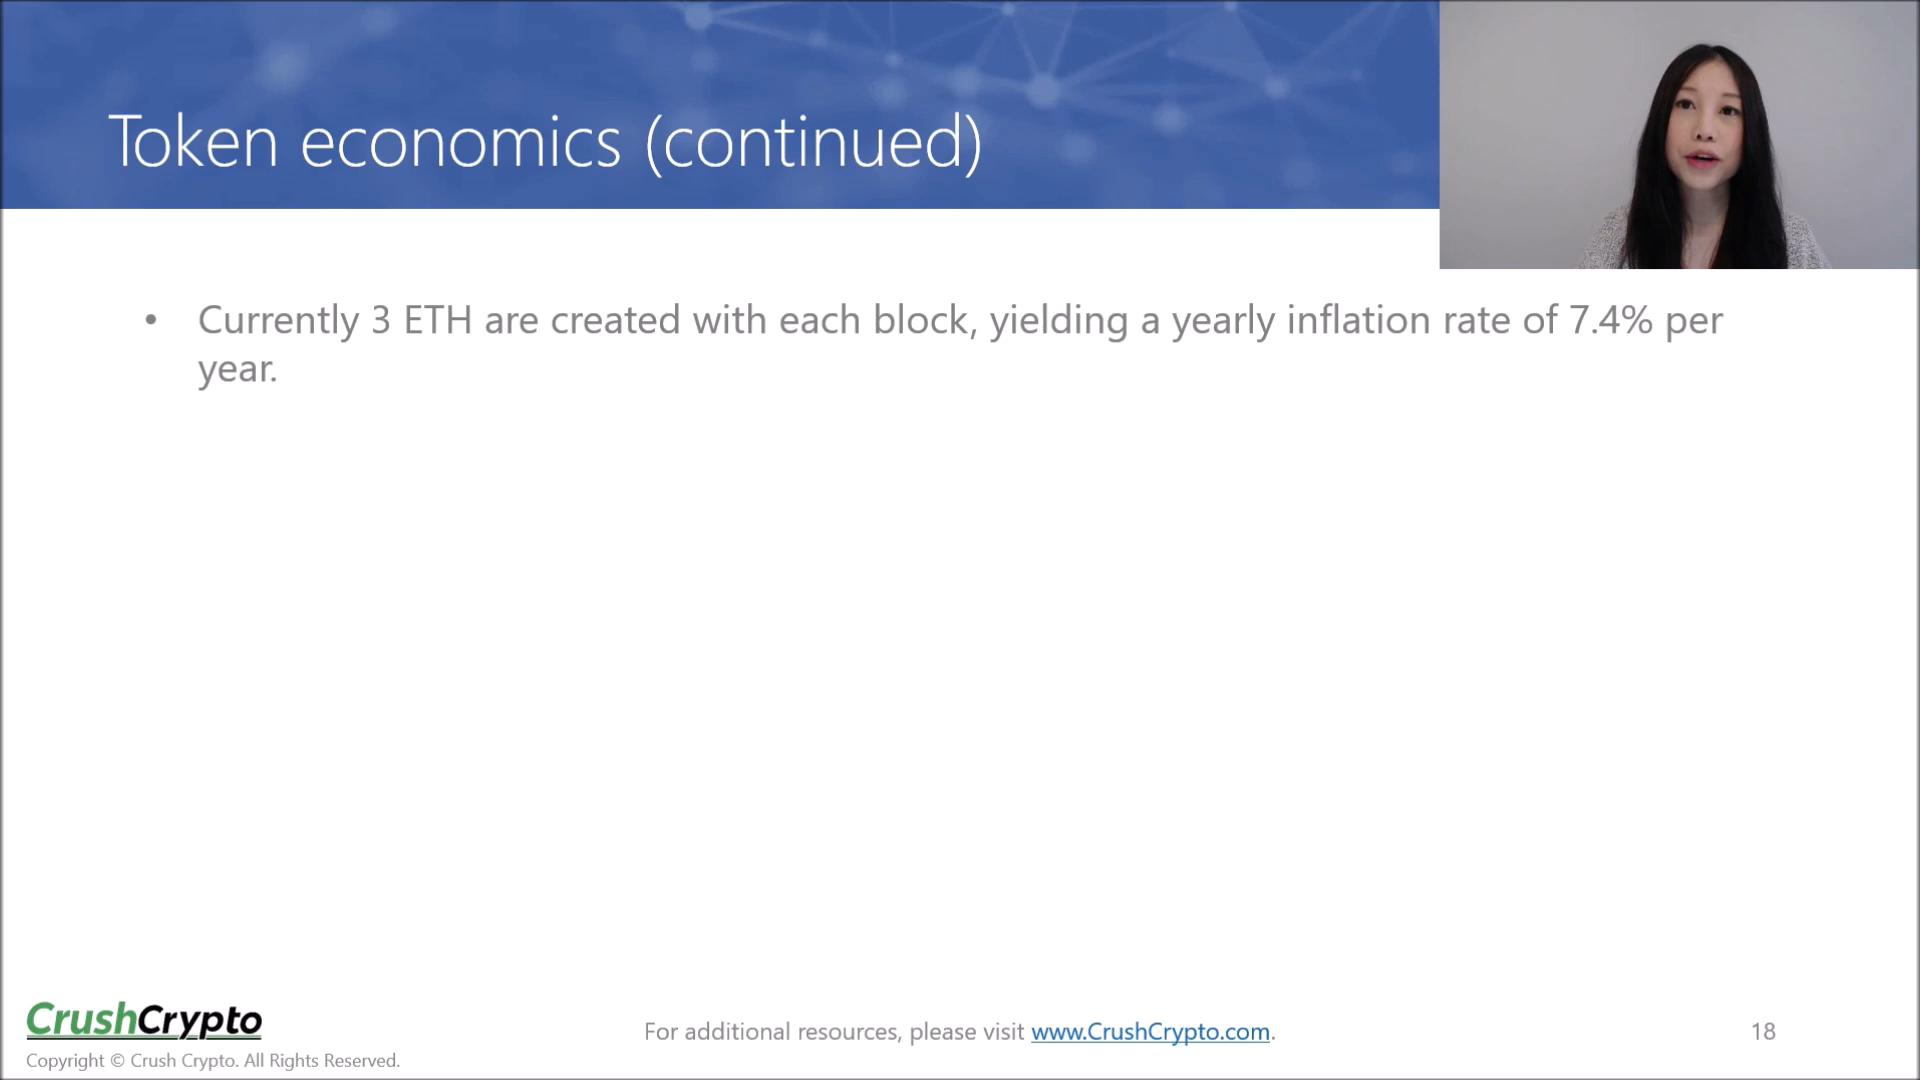 Token economics (continued)
• Currently 3 ETH are created with each block, yielding a yearly inflation rate of 7.4% per
year.
CrushCrypto
Copyright © Crush Crypto. All Rights Reserved.
For additional resources, please visit www.CrushCrypto.com.
18